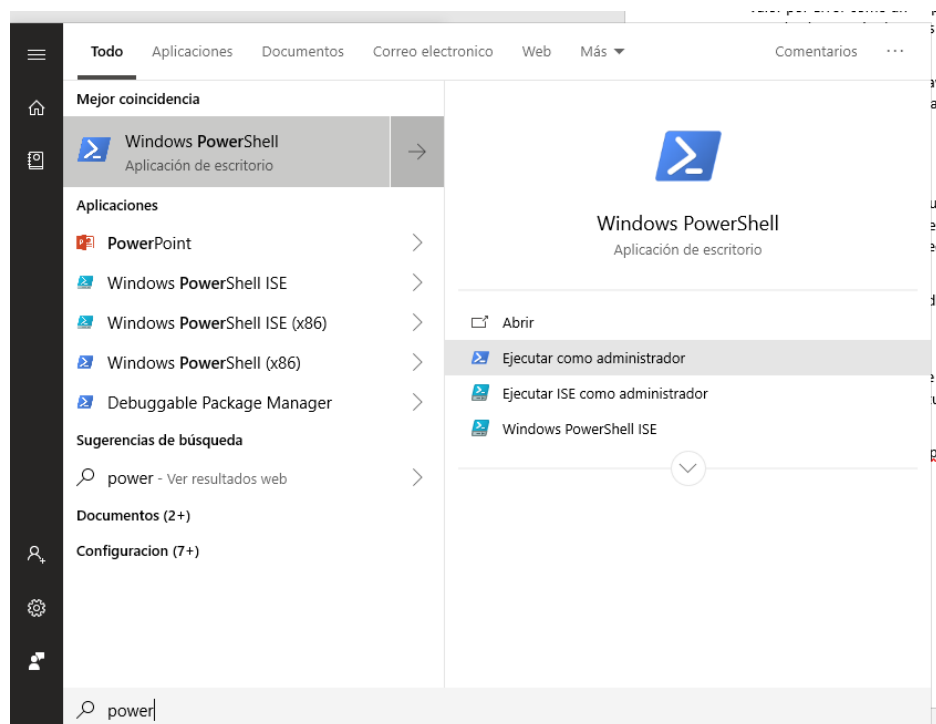 Todo Aplicaciones Documentos Correo electronico Web Más Comentarios ...
Mejor coincidencia
Windows PowerShell
Aplicación de escritorio
Aplicaciones
PowerPoint
Windows PowerShell ISE
Windows PowerShell ISE (x86)
Windows PowerShell (x86)
Debuggable Package Manager
Sugerencias de búsqueda
power - Ver resultados web
Documentos (2+)
Configuracion (7+)
power
Windows PowerShell
Aplicación de escritorio
Abrir
Ejecutar como administrador
Ejecutar ISE como administrador
Windows PowerShell ISE